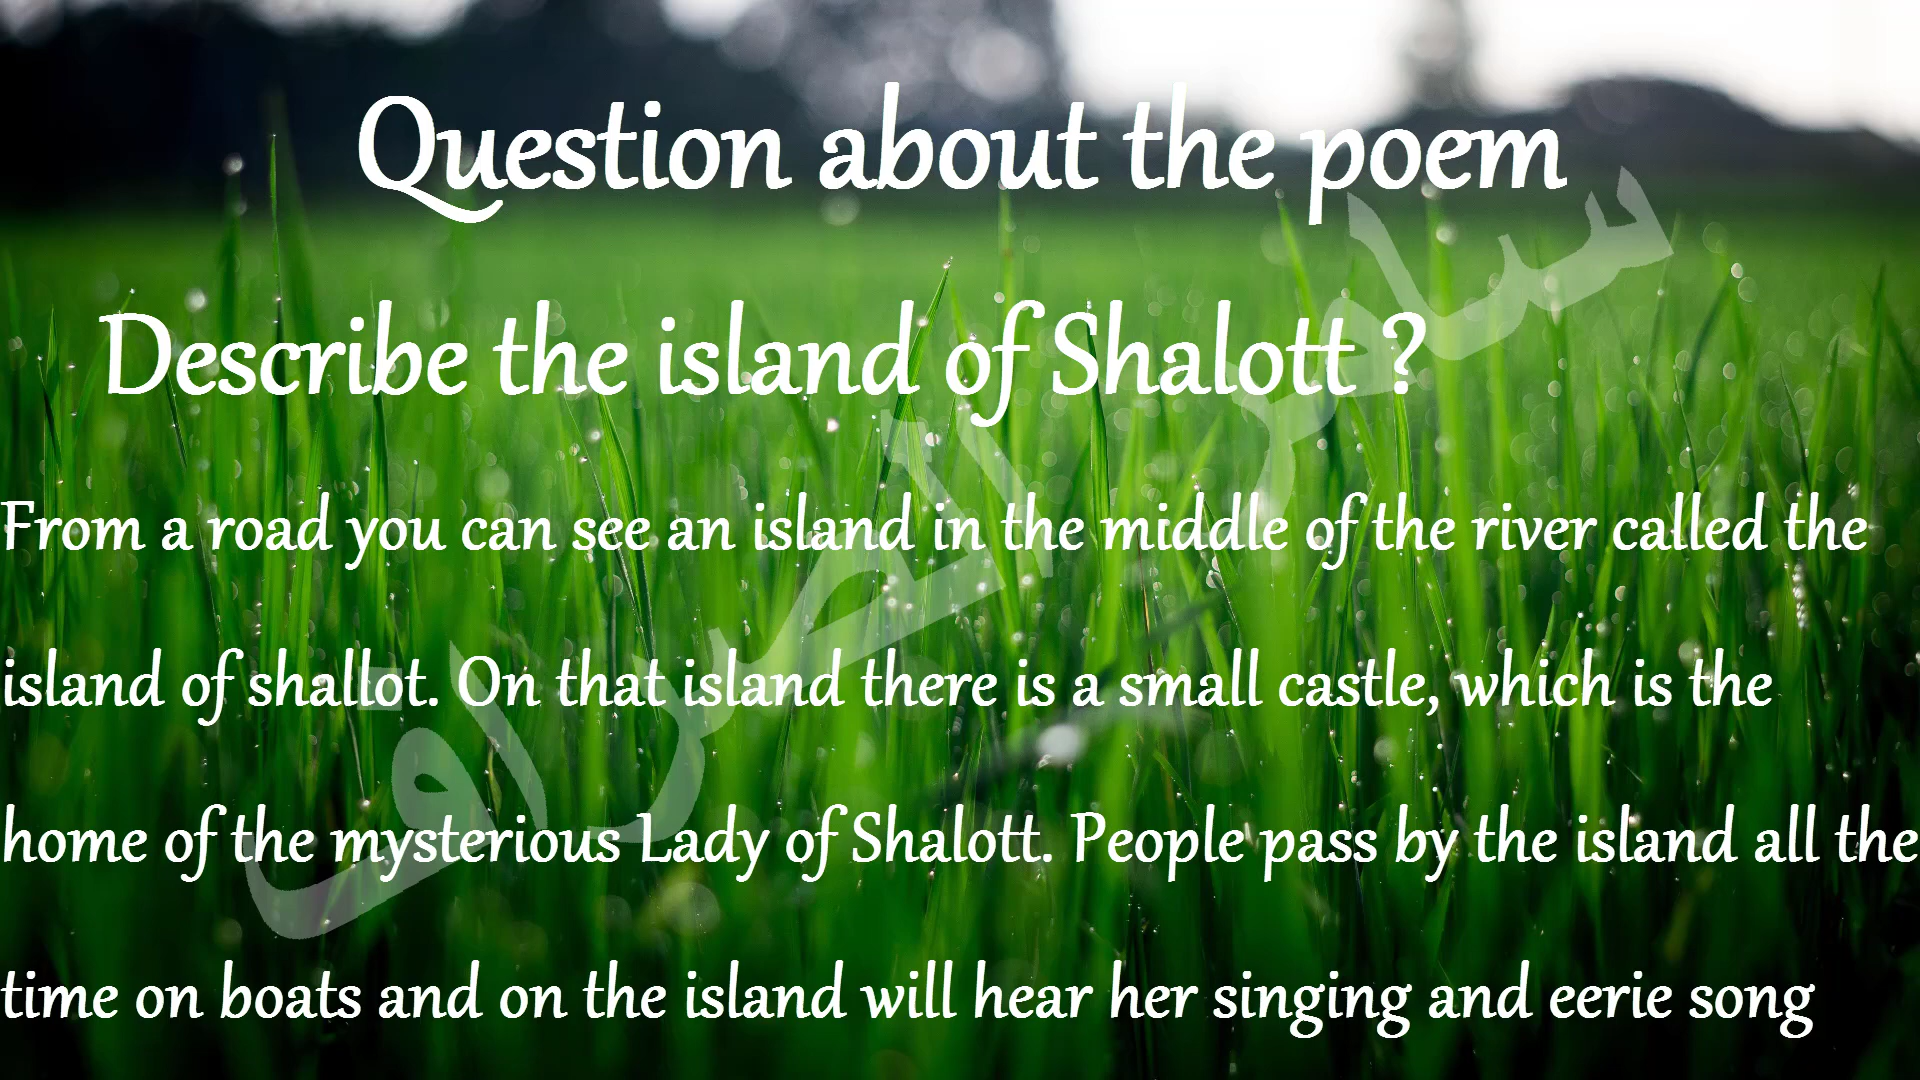 Question about the poem
Describe the island of Shalott ?
From a road you can see an island in the middle of the river called the
island of shallot. On that island there is a small castle, which is the
home of the mysterious Lady of Shalott. People pass by the island all the
time on boats and on the island will hear her singing and eerie song
سامر الصراف